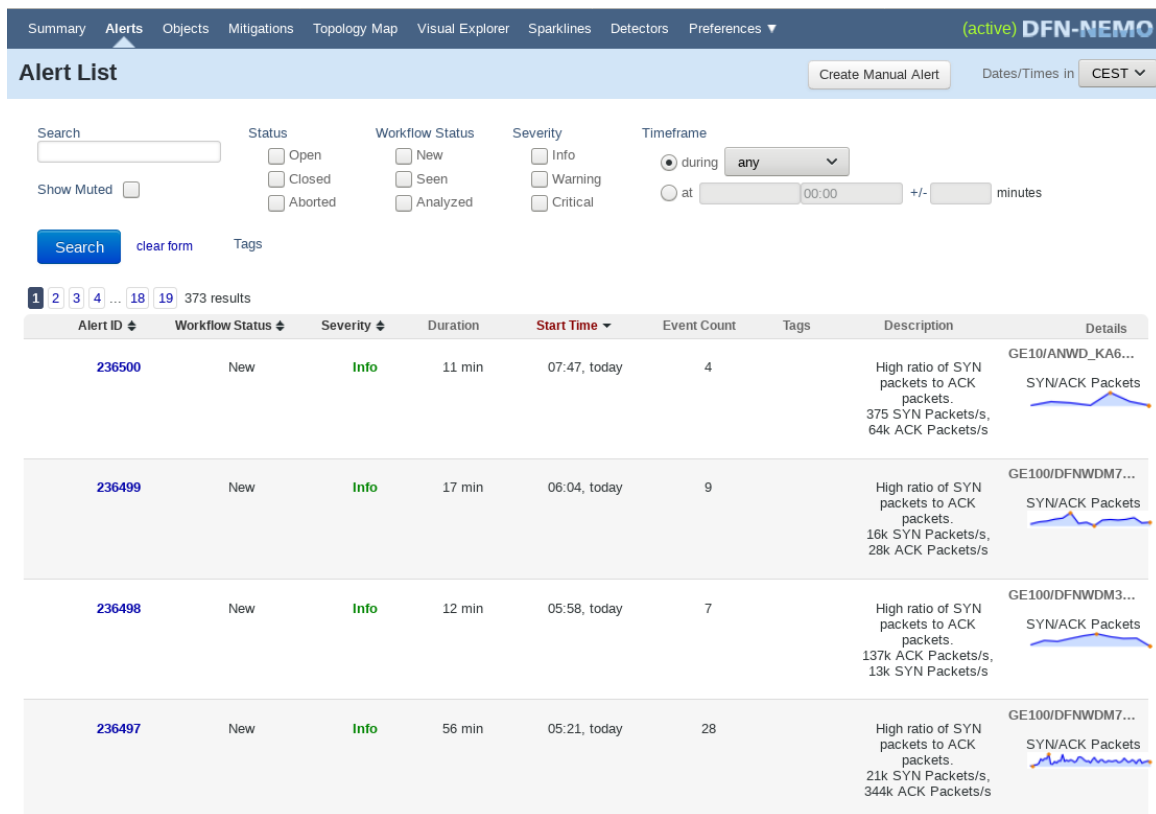 Summary Alerts Objects Mitigations Topology Map Visual Explorer Sparklines Detectors Preferences ▼ (active) DFN-NEMO
Alert List Create Manual Alert Dates/Times in CEST
Search Status Workflow Status Severity Timeframe
Open New Info during any
Show Muted Closed Seen Warning at 00:00 +/- minutes
Aborted Analyzed Critical
Search clear form Tags
1 2 3 4 ... 18 19 373 results
Alert ID Workflow Status Severity Duration Start Time Event Count Tags Description Details
236500 New Info 11 min 07:47, today 4 High ratio of SYN GE10/ANWD_KA6...
packets to ACK SYN/ACK Packets
packets.
375 SYN Packets/s,
64k ACK Packets/s
236499 New Info 17 min 06:04, today 9 High ratio of SYN GE100/DFNWDM7...
packets to ACK SYN/ACK Packets
packets.
16k SYN Packets/s,
28k ACK Packets/s
236498 New Info 12 min 05:58, today 7 High ratio of SYN GE100/DFNWDM3...
packets to ACK SYN/ACK Packets
packets.
137k ACK Packets/s,
13k SYN Packets/s
236497 New Info 56 min 05:21, today 28 High ratio of SYN GE100/DFNWDM7...
packets to ACK SYN/ACK Packets
packets.
21k SYN Packets/s,
344k ACK Packets/s